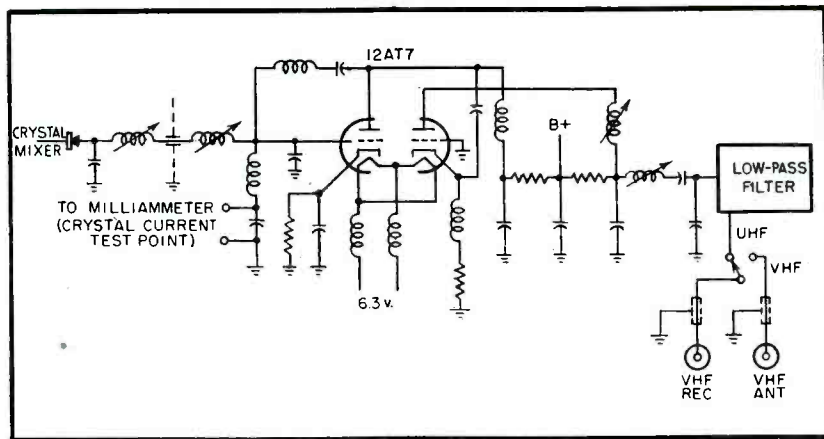 12AT7
CRYSTAL
MIXER
B+
LOW-PASS
FILTER
TO MILLIAMMETER
(CRYSTAL CURRENT
TEST POINT)
UHF
VHF
6.3 v.
VHF
REC
VHF
ANT